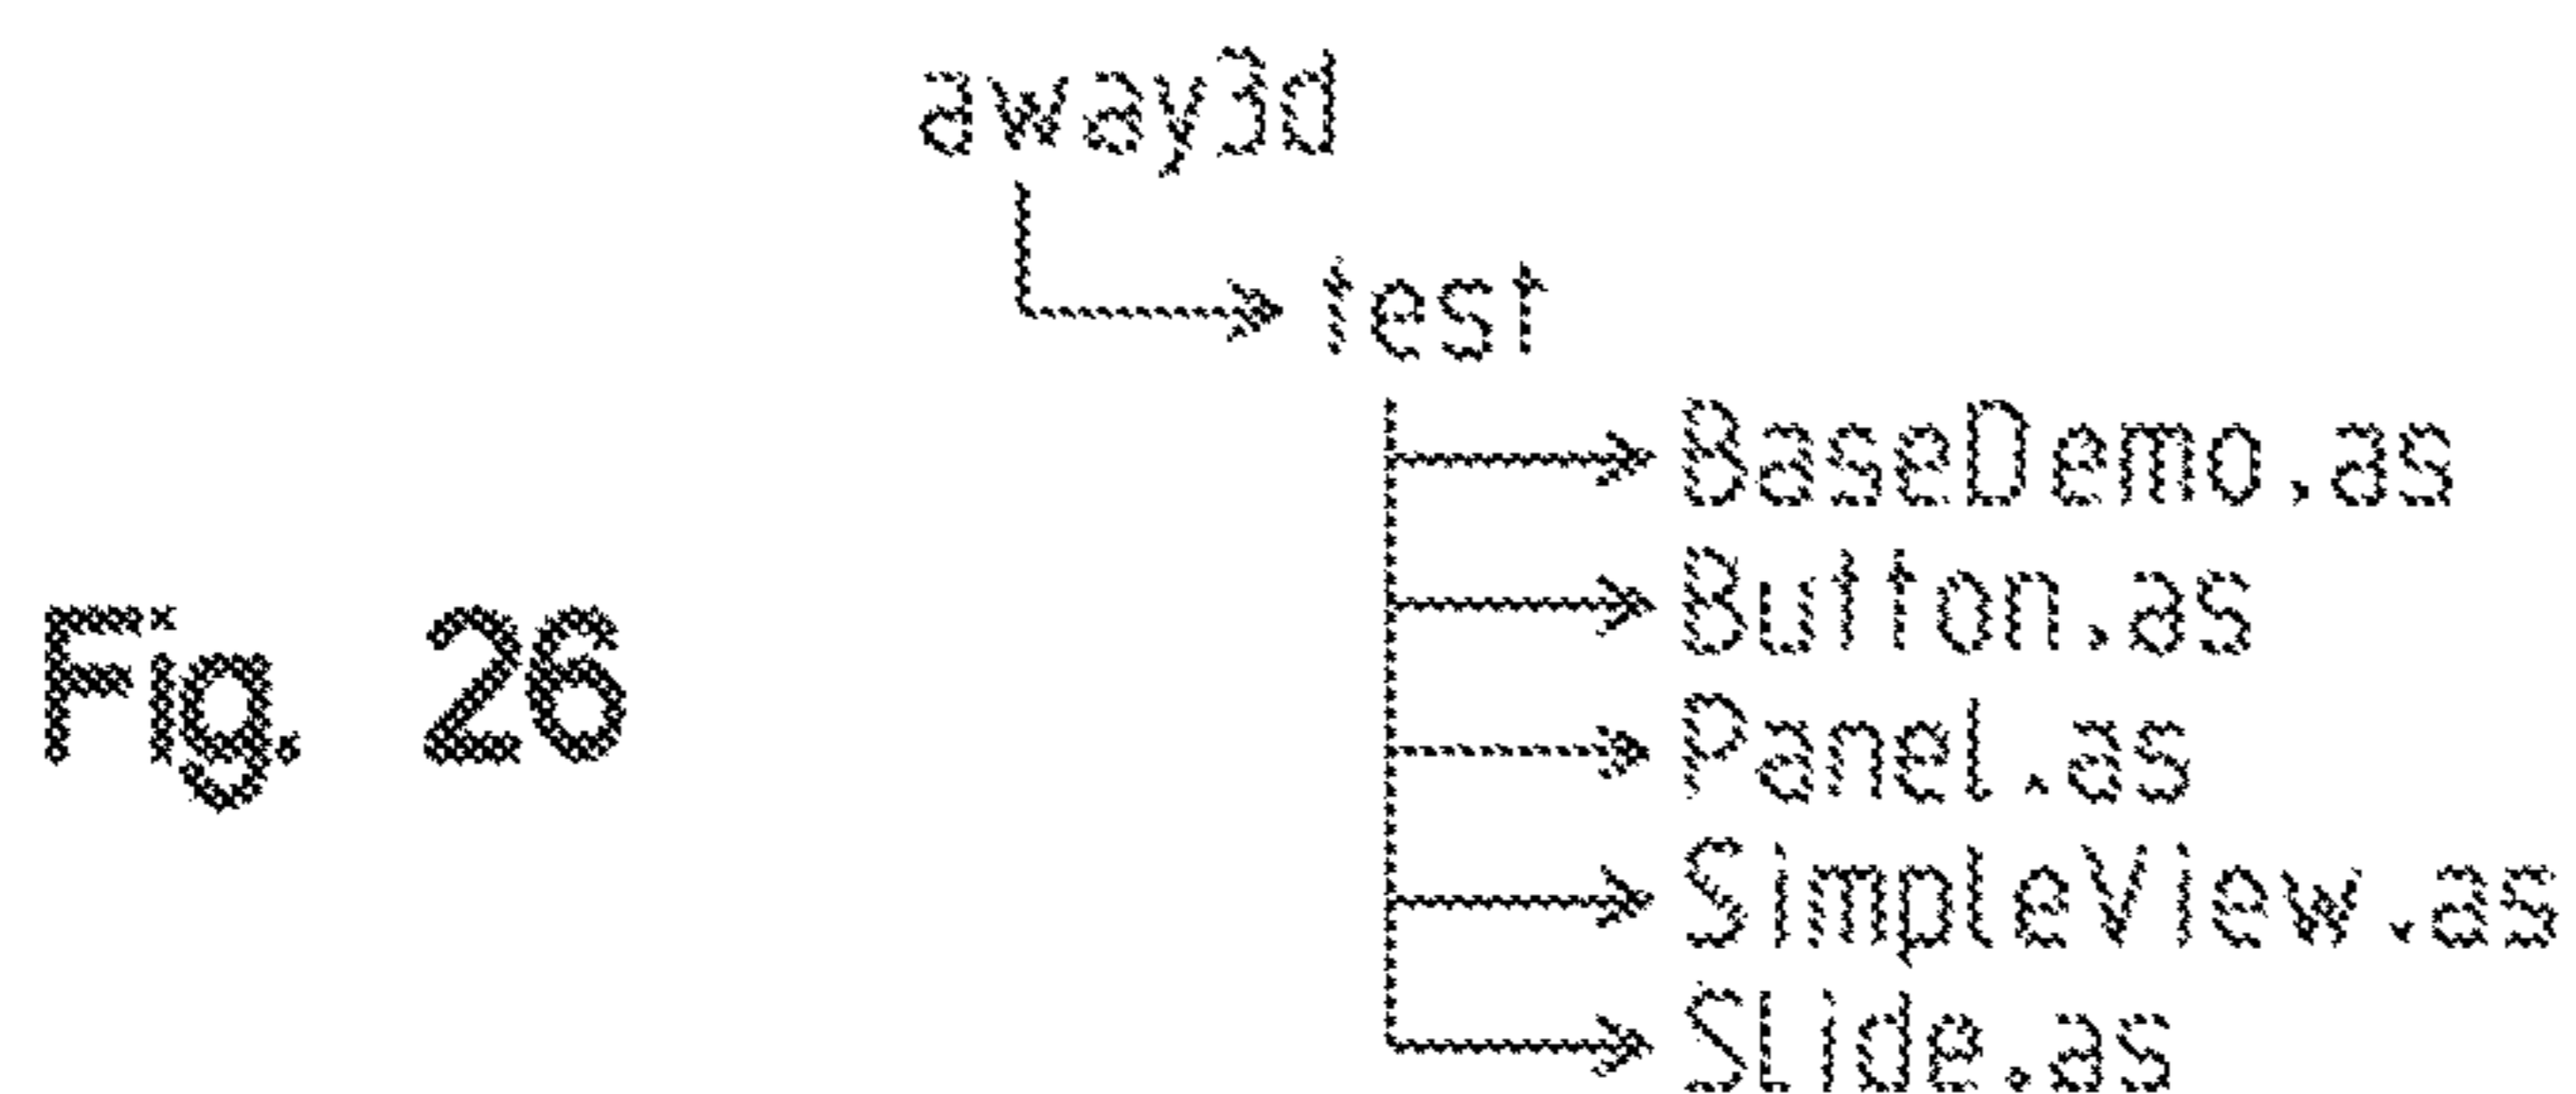 away3d
test
BaseDemo.as
Button.as
Panel.as
SimpleView.as
Slide.as
Fig. 26